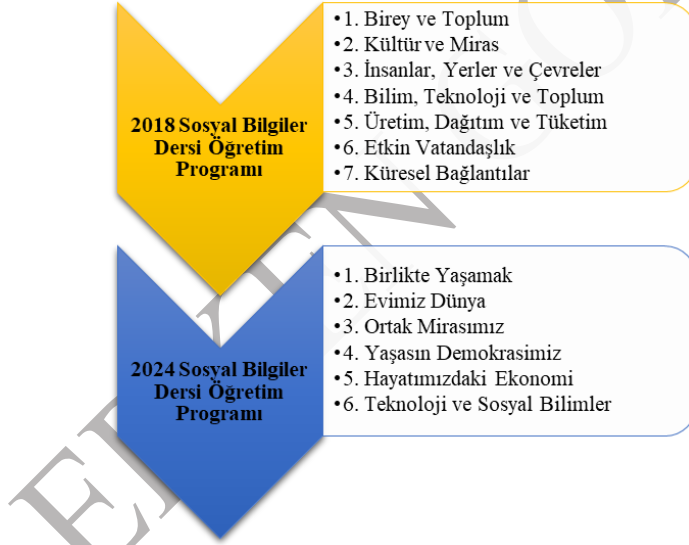 2018 Sosyal Bilgiler
Dersi Öğretim
Programı
•1. Birey ve Toplum
•2. Kültür ve Miras
•3. İnsanlar, Yerler ve Çevreler
•4. Bilim, Teknoloji ve Toplum
•5. Üretim, Dağıtım ve Tüketim
•6. Etkin Vatandaşlık
•7. Küresel Bağlantılar
2024 Sosyal Bilgiler
Dersi Öğretim
Programı
•1. Birlikte Yaşamak
•2. Evimiz Dünya
•3. Ortak Mirasımız
•4. Yaşasın Demokrasimiz
•5. Hayatımızdaki Ekonomi
•6. Teknoloji ve Sosyal Bilimler